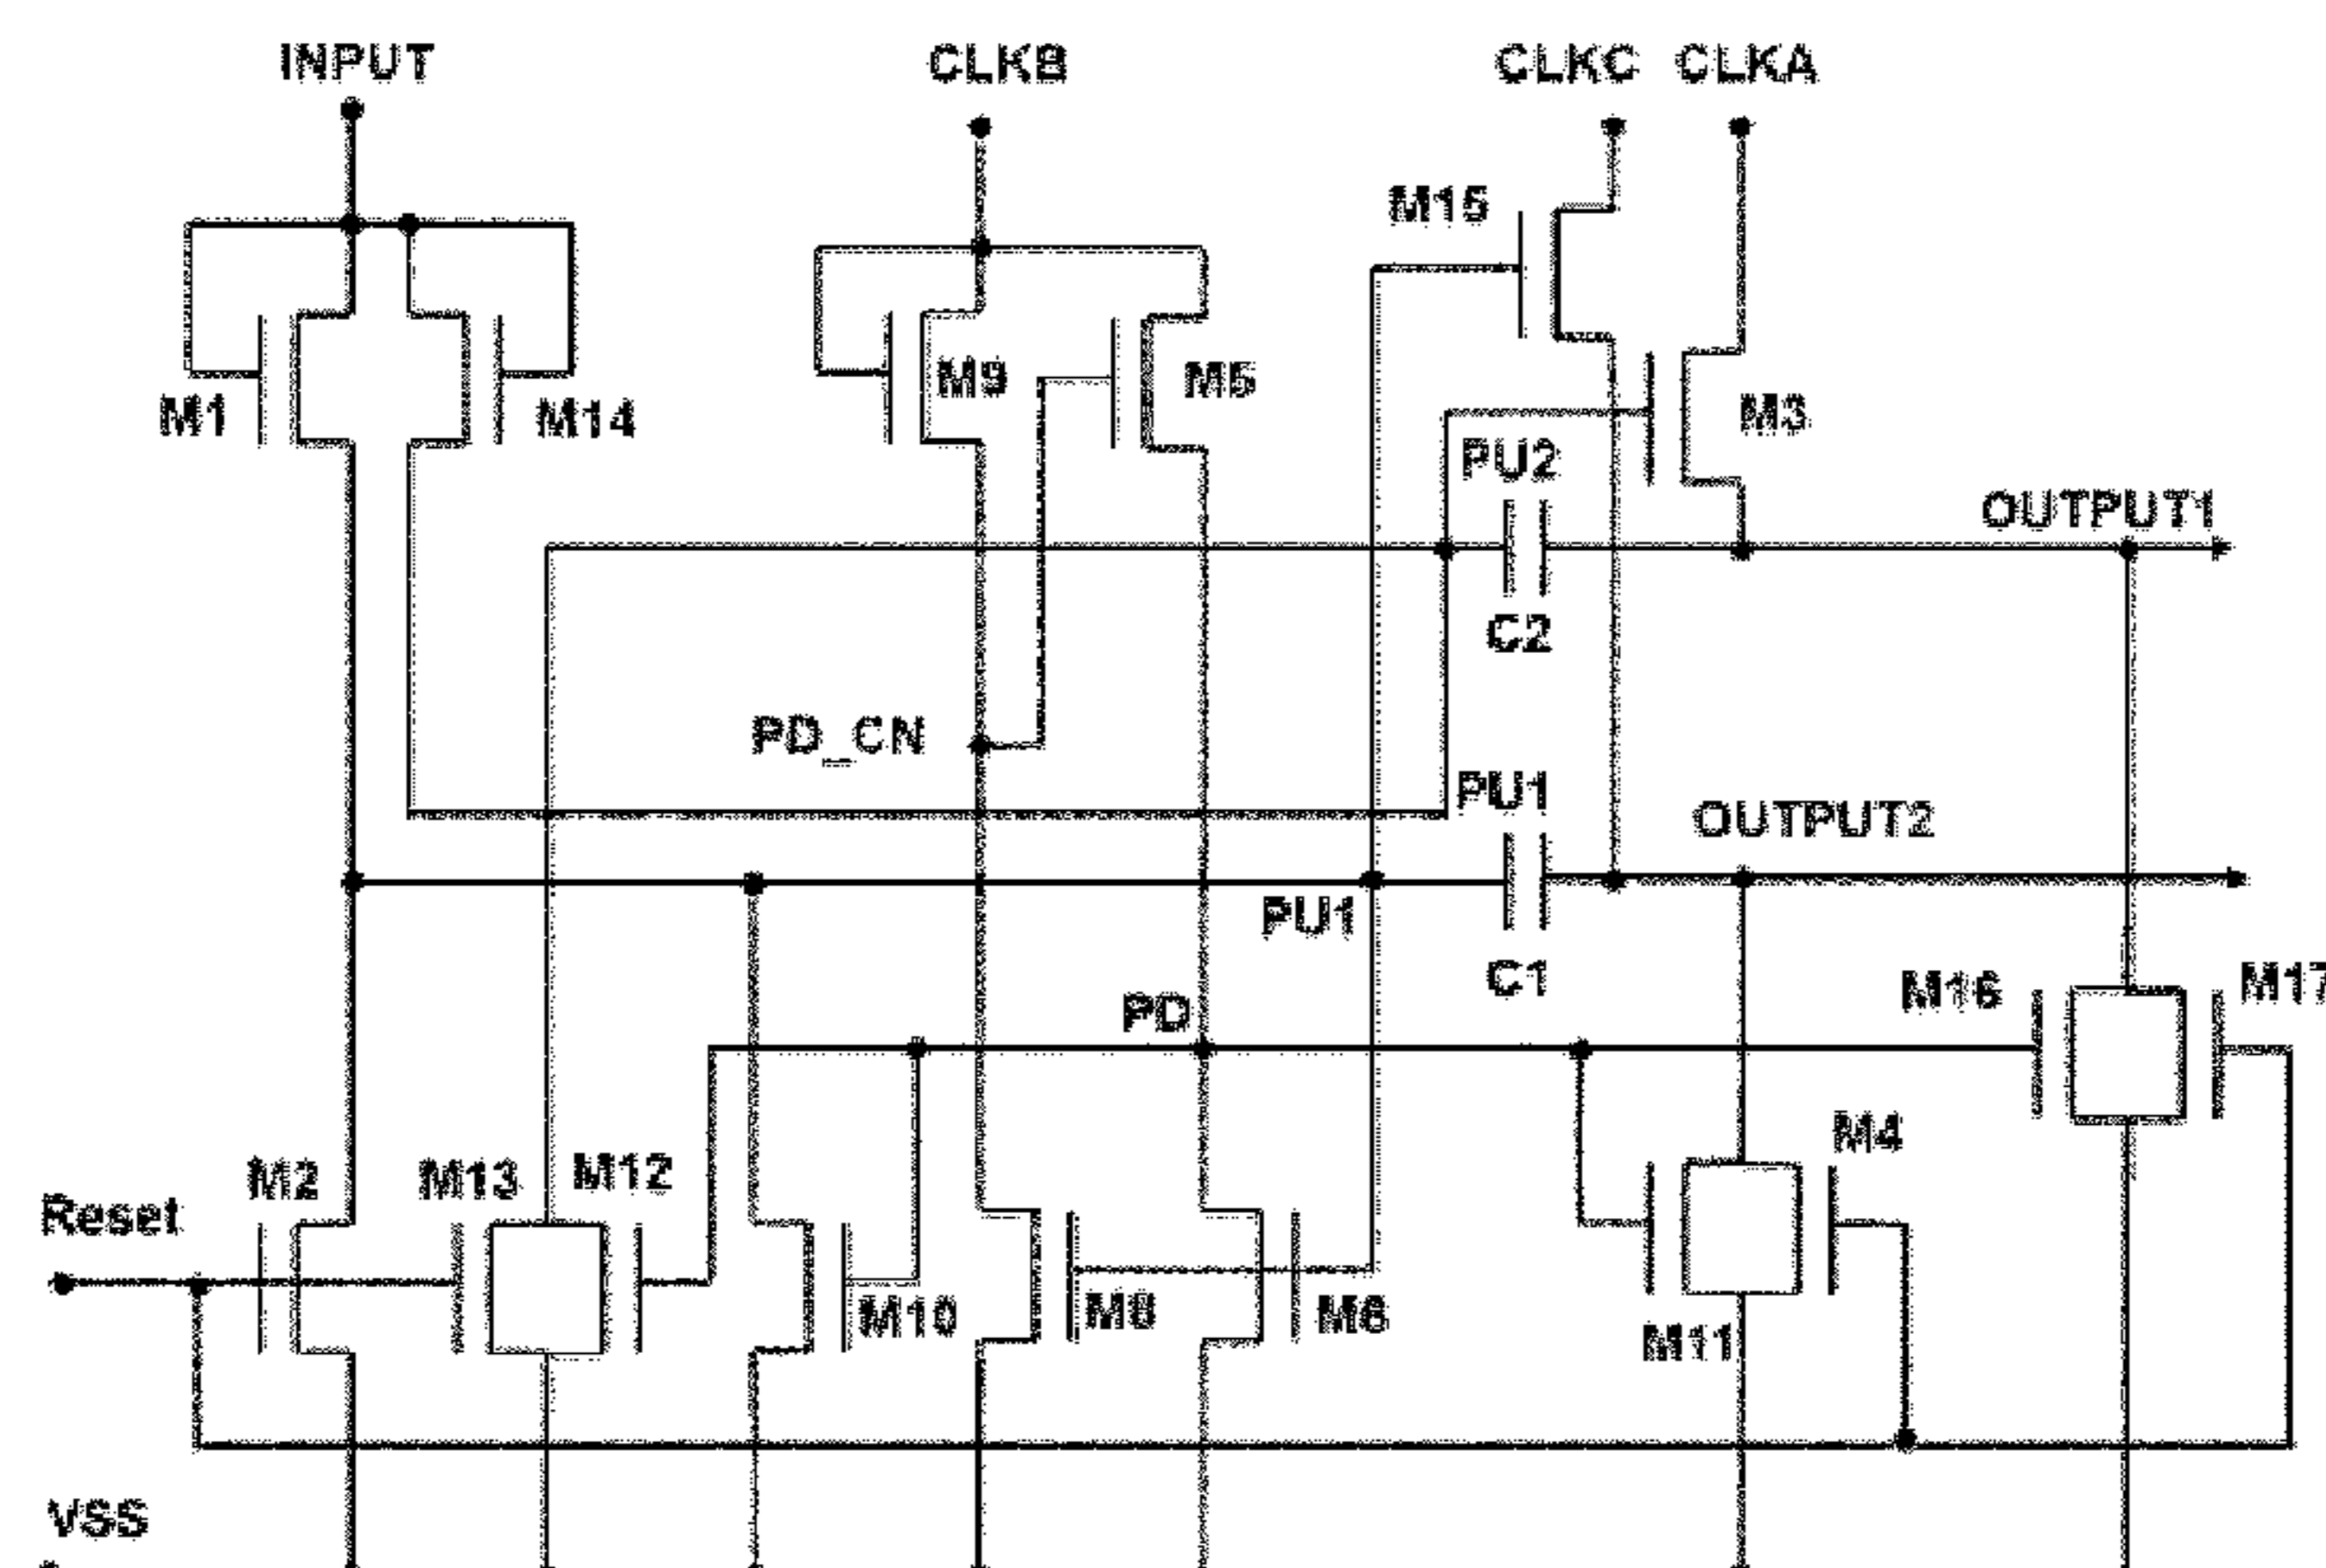 INPUT
CLKB
CLKC
CLKA
M15
M1
M14
M9
M5
M3
PU2
OUTPUT1
C2
PD_CN
PU1
OUTPUT2
PU1
C1
PD
M16
M17
M4
M2
M13
M12
Reset
M10
M8
M6
M11
VSS